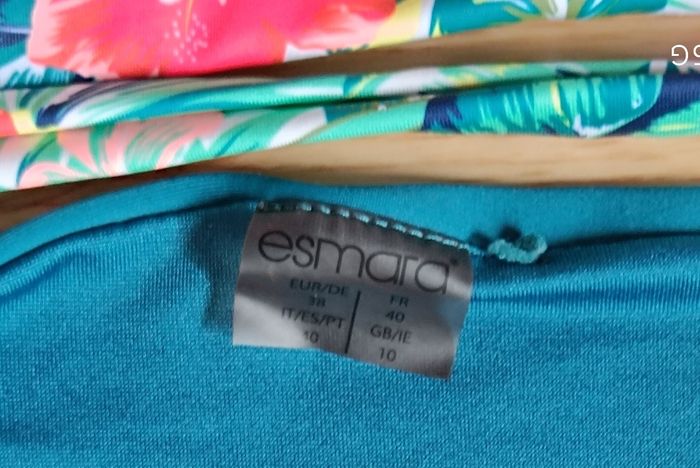 esmara
EUR/DE
38
IT/ES/PT
FR
40
GB/IE
10